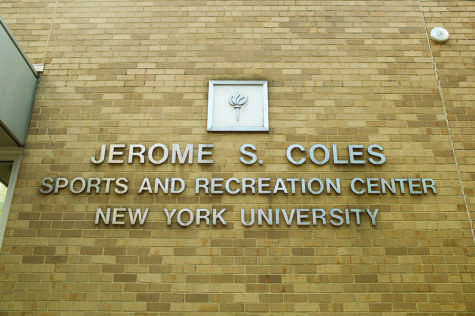 JEROME S. COLES
SPORTS AND RECREATION CENTER
NEW YORK UNIVERSITY